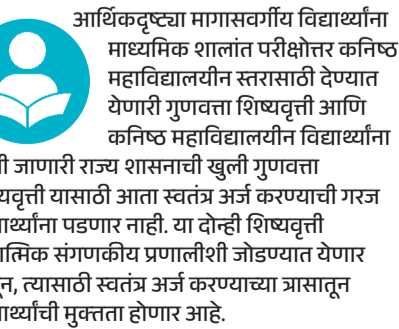 आर्थिकदृष्ट्या मागासवर्गीय विद्यार्थ्यांना
माध्यमिक शालांत परीक्षोत्तर कनिष्ठ
महाविद्यालयीन स्तरासाठी देण्यात
येणारी गुणवत्ता शिष्यवृत्ती आणि
कनिष्ठ महाविद्यालयीन विद्यार्थ्यांना
जाणारी राज्य शासनाची खुली गुणवत्ता
यासाठी आता स्वतंत्र अर्ज करण्याची गरज
पडणार नाही. या दोन्ही शिष्यवृत्ती
संगणकीय प्रणालीशी जोडण्यात येणार
त्यासाठी स्वतंत्र अर्ज करण्याच्या त्रासातून
मुक्तता होणार आहे.